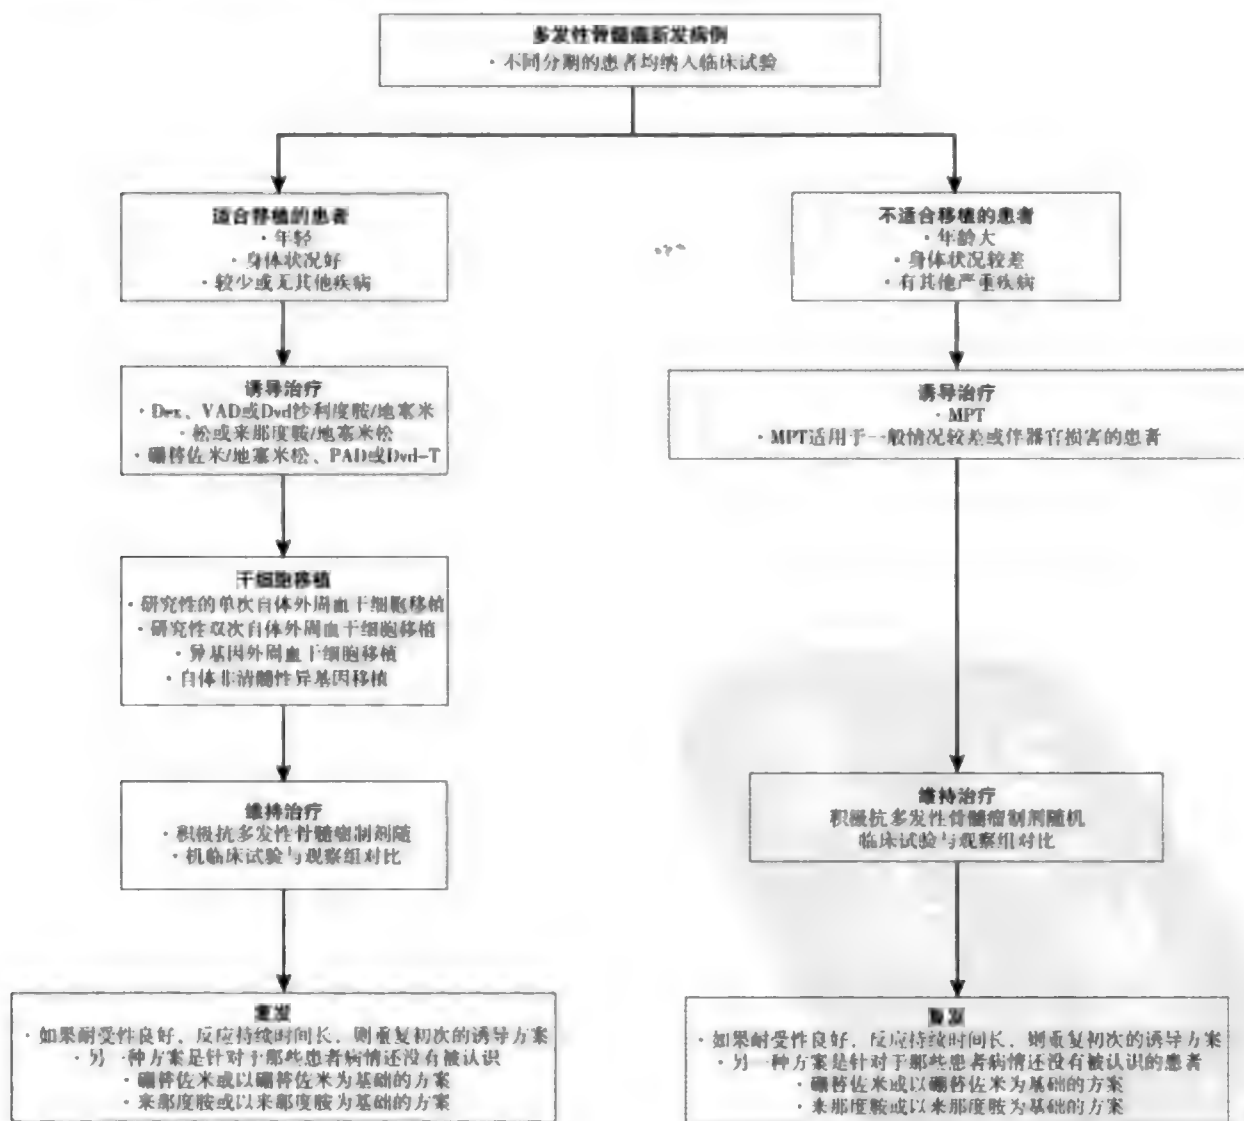 多发性骨髓瘤新发病例
· 不同分期的患者均纳入临床试验
适合移植的患者
· 年轻
· 身体状况好
· 较少或无其他疾病
不适合移植的患者
· 年龄大
· 身体状况较差
· 有其他严重疾病
诱导治疗
· Dex、VAD或Dvd沙利度胺/地塞米
· 松或来那度胺/地塞米松
· 硼替佐米/地塞米松、PAD或Dvd-T
诱导治疗
· MPT
· MPT适用于一般情况较差或伴器官损害的患者
干细胞移植
· 研究性的单次自体外周血干细胞移植
· 研究性双次自体外周血干细胞移植
· 异基因外周血干细胞移植
· 自体非清髓性异基因移植
维持治疗
· 积极抗多发性骨髓瘤制剂随
· 机临床试验与观察组对比
维持治疗
积极抗多发性骨髓瘤制剂随机
临床试验与观察组对比
复发
· 如果耐受性良好、反应持续时间长，则重复初次的诱导方案
· 另一种方案是针对于那些患者病情还没有被认识
· 硼替佐米或以硼替佐米为基础的方案
· 来那度胺或以来那度胺为基础的方案
复发
· 如果耐受性良好，反应持续时间长，则重复初次的诱导方案
· 另一种方案是针对于那些患者病情还没有被认识的患者
· 硼替佐米或以硼替佐米为基础的方案
· 来那度胺或以来那度胺为基础的方案